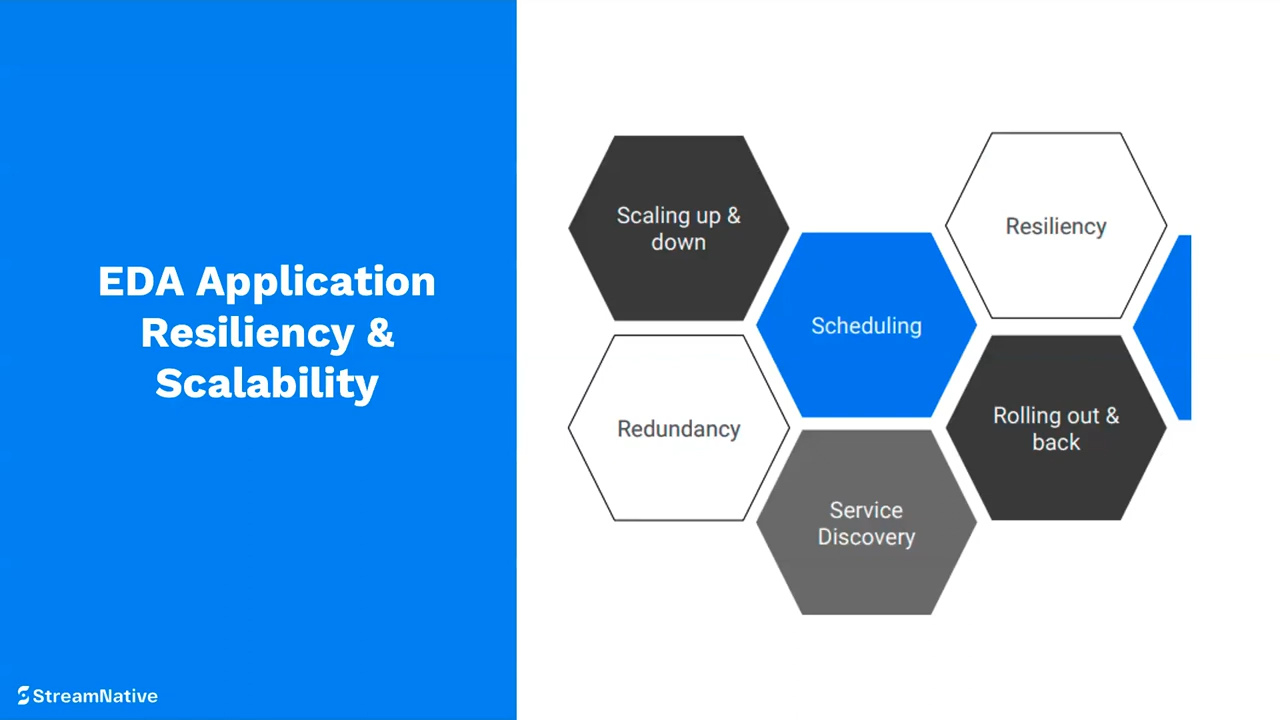 EDA Application
Resiliency &
Scalability
Scaling up &
down
Scheduling
Resiliency
Redundancy
Rolling out &
back
Service
Discovery
StreamNative